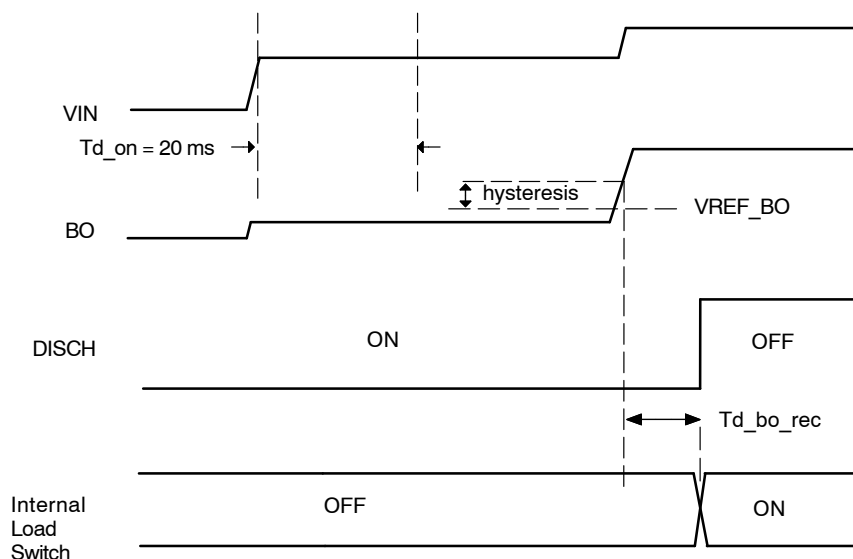 VIN
Td_on = 20 ms
hysteresis
VREF_BO
BO
ON
DISCH
OFF
Td_bo_rec
Internal
Load
Switch
OFF
ON